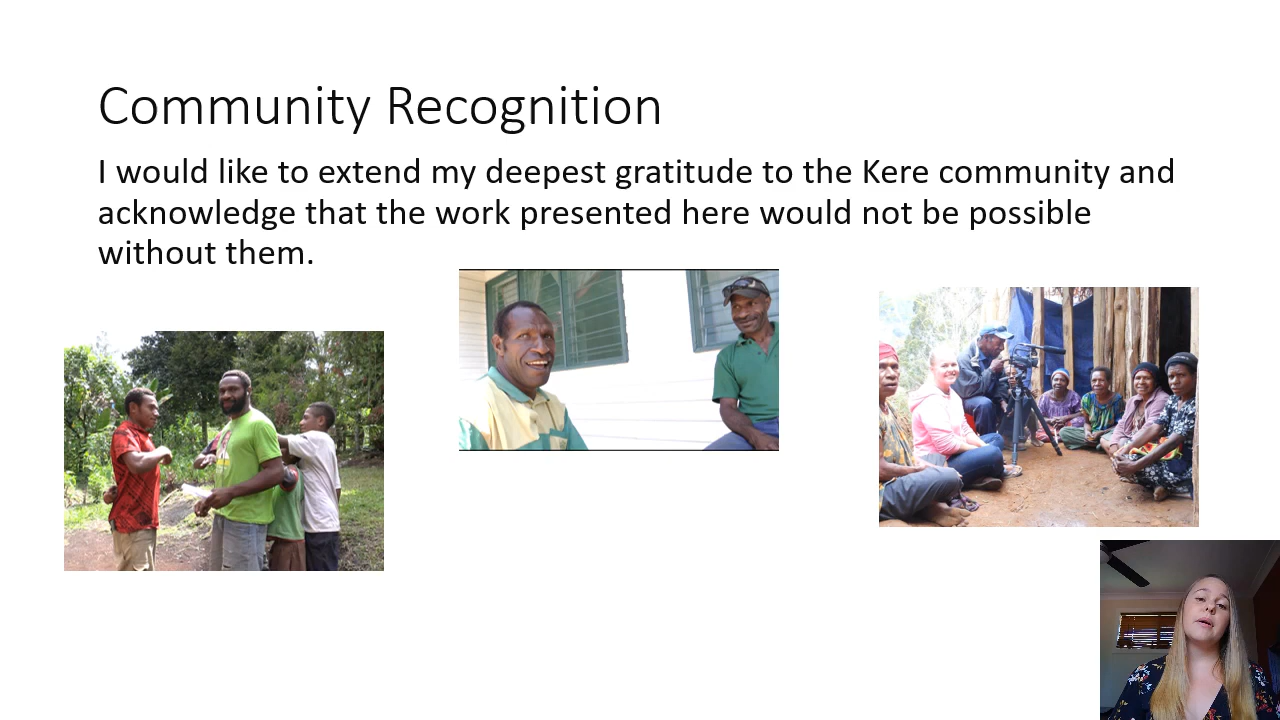 Community Recognition
I would like to extend my deepest gratitude to the Kere community and
acknowledge that the work presented here would not be possible
without them.